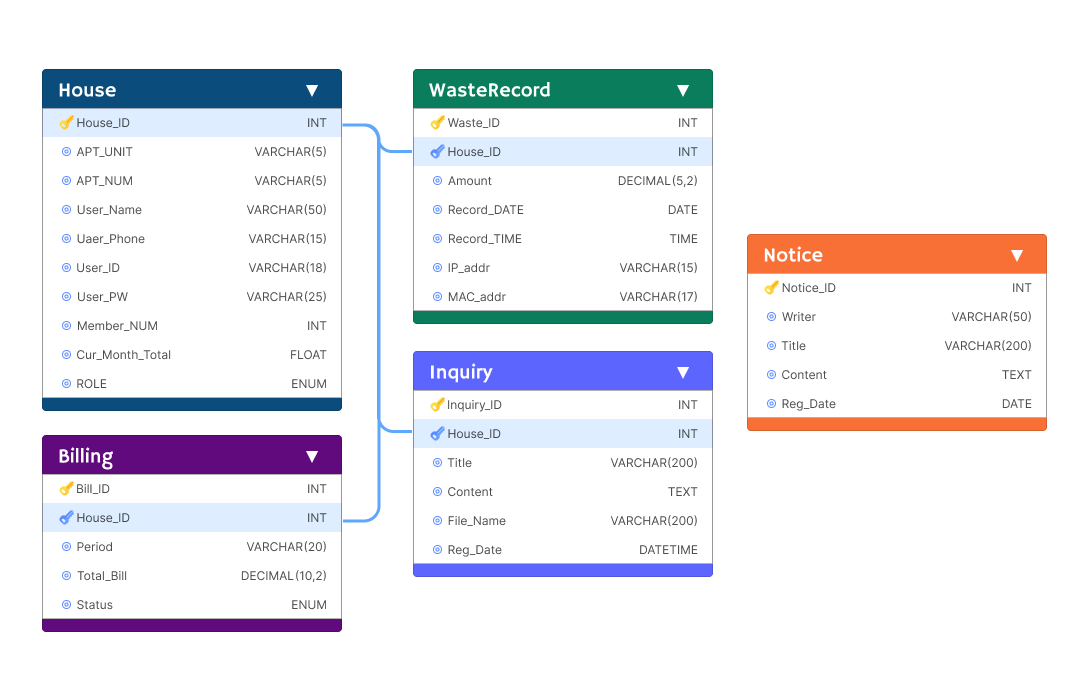 House
House_ID INT
APT_UNIT VARCHAR(5)
APT_NUM VARCHAR(5)
User_Name VARCHAR(50)
Uaer_Phone VARCHAR(15)
User_ID VARCHAR(18)
User_PW VARCHAR(25)
Member_NUM INT
Cur_Month_Total FLOAT
ROLE ENUM
Billing
Bill_ID INT
House_ID INT
Period VARCHAR(20)
Total_Bill DECIMAL(10,2)
Status ENUM
WasteRecord
Waste_ID INT
House_ID INT
Amount DECIMAL(5,2)
Record_DATE DATE
Record_TIME TIME
IP_addr VARCHAR(15)
MAC_addr VARCHAR(17)
Inquiry
Inquiry_ID INT
House_ID INT
Title VARCHAR(200)
Content TEXT
File_Name VARCHAR(200)
Reg_Date DATETIME
Notice
Notice_ID INT
Writer VARCHAR(50)
Title VARCHAR(200)
Content TEXT
Reg_Date DATE